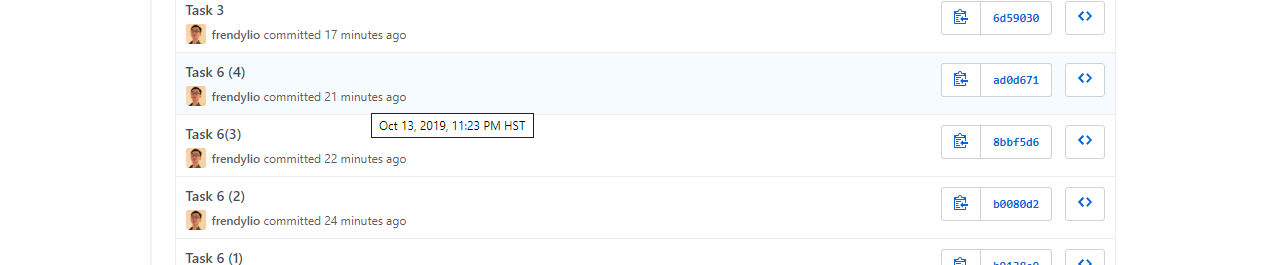 Task 3
frendylio committed 17 minutes ago
6d59030
Task 6 (4)
frendylio committed 21 minutes ago
ad0d671
Oct 13, 2019, 11:23 PM HST
Task 6(3)
frendylio committed 22 minutes ago
8bbf5d6
Task 6 (2)
frendylio committed 24 minutes ago
b0080d2
Task 6 (1)